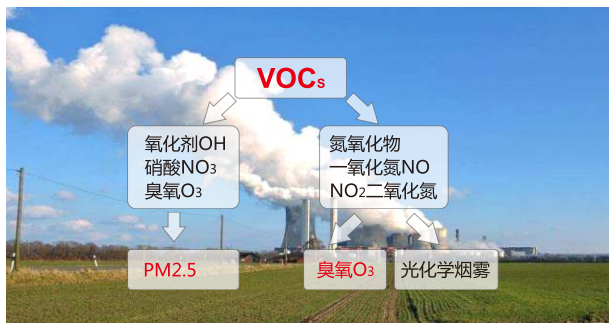 VOCs
氧化剂OH
硝酸NO₃
臭氧O₃
氮氧化物
一氧化氮NO
NO₂二氧化氮
PM2.5
臭氧O₃
光化学烟雾